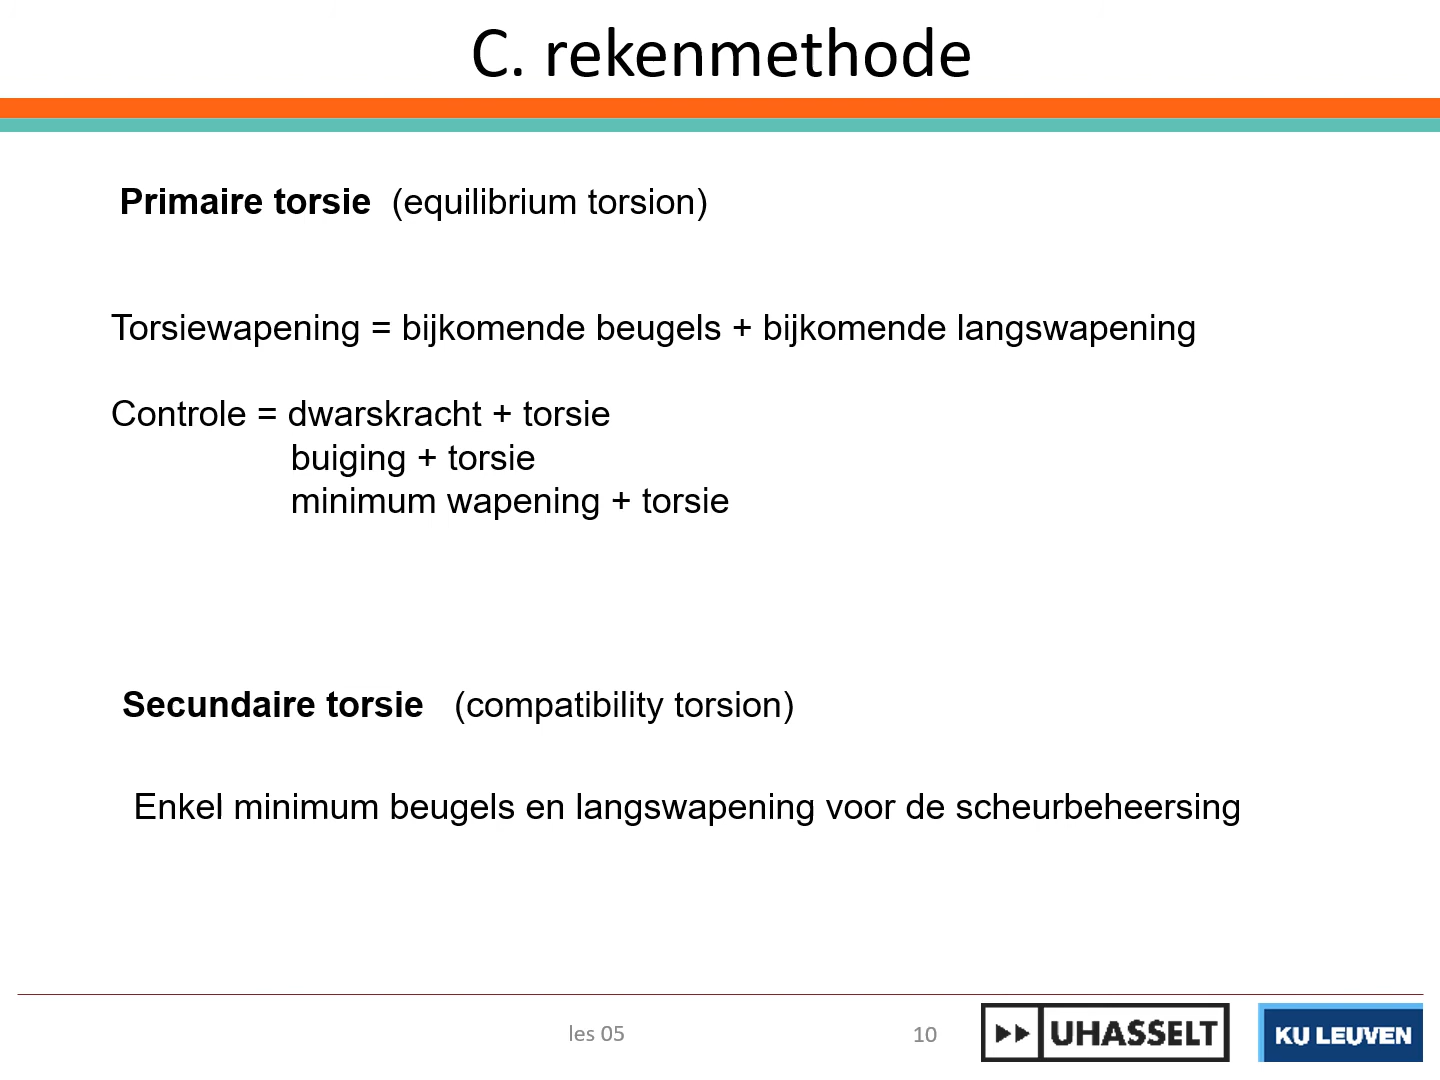 C. rekenmethode
Primaire torsie (equilibrium torsion)
Torsiewapening = bijkomende beugels + bijkomende langswapening
Controle = dwarskracht + torsie
buiging + torsie
minimum wapening + torsie
Secundaire torsie (compatibility torsion)
Enkel minimum beugels en langswapening voor de scheurbeheersing
les 05
10
UHASSELT
KU LEUVEN